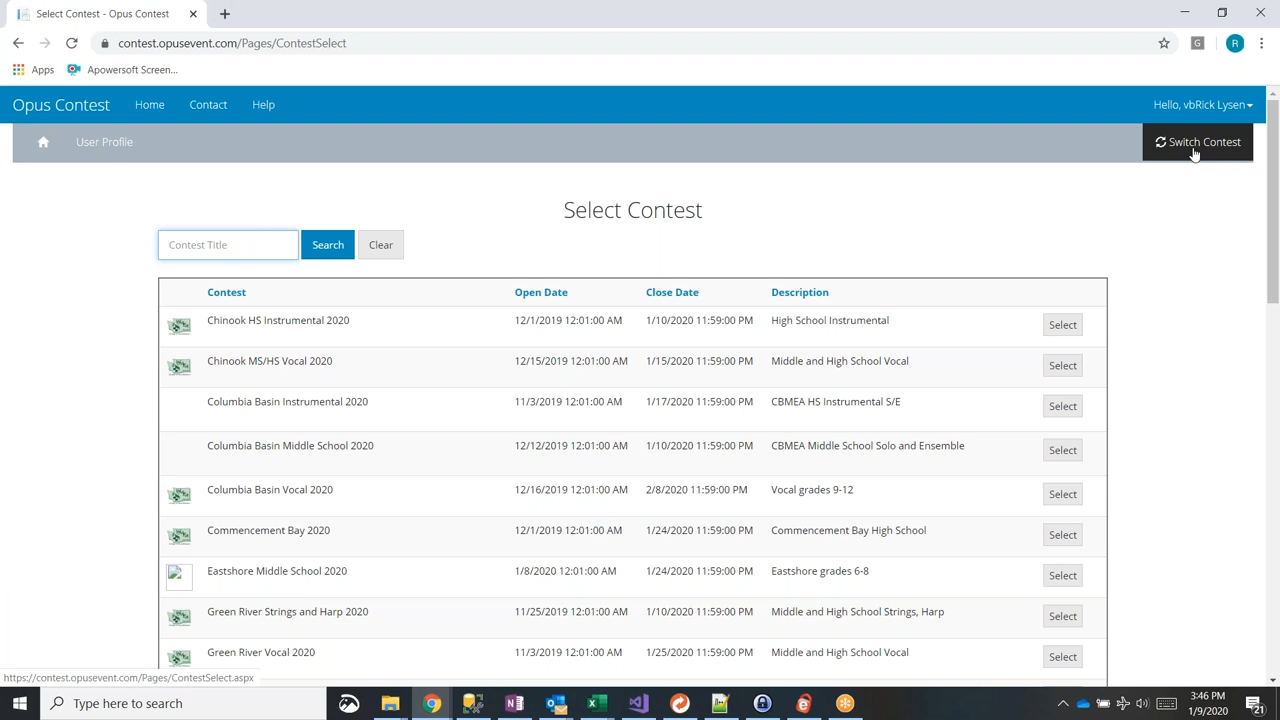 Select Contest - Opus Contest
contest.opusevent.com/Pages/ContestSelect
G
R
Apps
Apowersoft Screen...
Opus Contest
Home
Contact
Help
Hello, vbRick Lysen
User Profile
Switch Contest
Select Contest
Contest Title
Search
Clear
Contest Open Date Close Date Description
Chinook HS Instrumental 2020 12/1/2019 12:01:00 AM 1/10/2020 11:59:00 PM High School Instrumental Select
Chinook MS/HS Vocal 2020 12/15/2019 12:01:00 AM 1/15/2020 11:59:00 PM Middle and High School Vocal Select
Columbia Basin Instrumental 2020 11/3/2019 12:01:00 AM 1/17/2020 11:59:00 PM CBMEA HS Instrumental S/E Select
Columbia Basin Middle School 2020 12/12/2019 12:01:00 AM 1/10/2020 11:59:00 PM CBMEA Middle School Solo and Ensemble Select
Columbia Basin Vocal 2020 12/16/2019 12:01:00 AM 2/8/2020 11:59:00 PM Vocal grades 9-12 Select
Commencement Bay 2020 12/1/2019 12:01:00 AM 1/24/2020 11:59:00 PM Commencement Bay High School Select
Eastshore Middle School 2020 1/8/2020 12:01:00 AM 1/24/2020 11:59:00 PM Eastshore grades 6-8 Select
Green River Strings and Harp 2020 11/25/2019 12:01:00 AM 1/10/2020 11:59:00 PM Middle and High School Strings, Harp Select
Green River Vocal 2020 11/3/2019 12:01:00 AM 1/25/2020 11:59:00 PM Middle and High School Vocal Select
https://contest.opusevent.com/Pages/ContestSelect.aspx
Type here to search
3:46 PM
1/9/2020
21